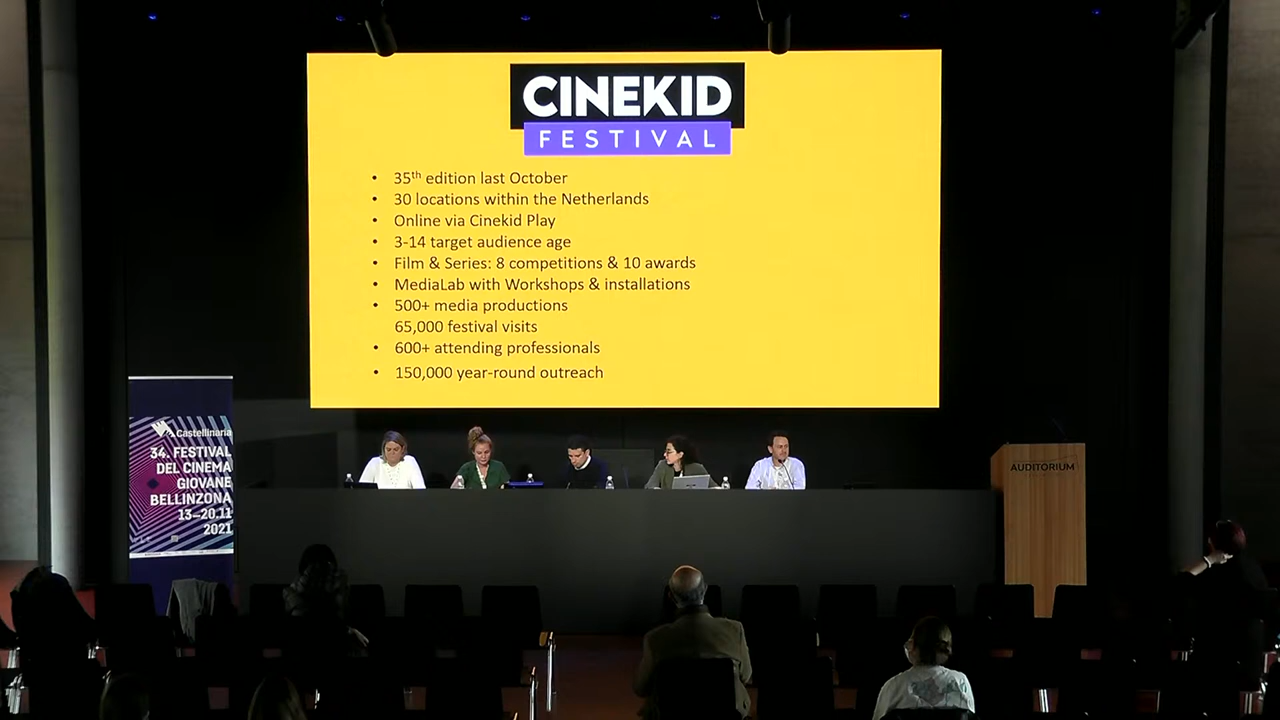 CINEKID
FESTIVAL
• 35th edition last October
• 30 locations within the Netherlands
• Online via Cinekid Play
• 3-14 target audience age
• Film & Series: 8 competitions & 10 awards
• MediaLab with Workshops & installations
• 500+ media productions
65,000 festival visits
• 600+ attending professionals
• 150,000 year-round outreach
Castellinaria
34. FESTIVAL
DEL CINEMA
GIOVANE
BELLINZONA
13–20.11
2021
AUDITORIUM